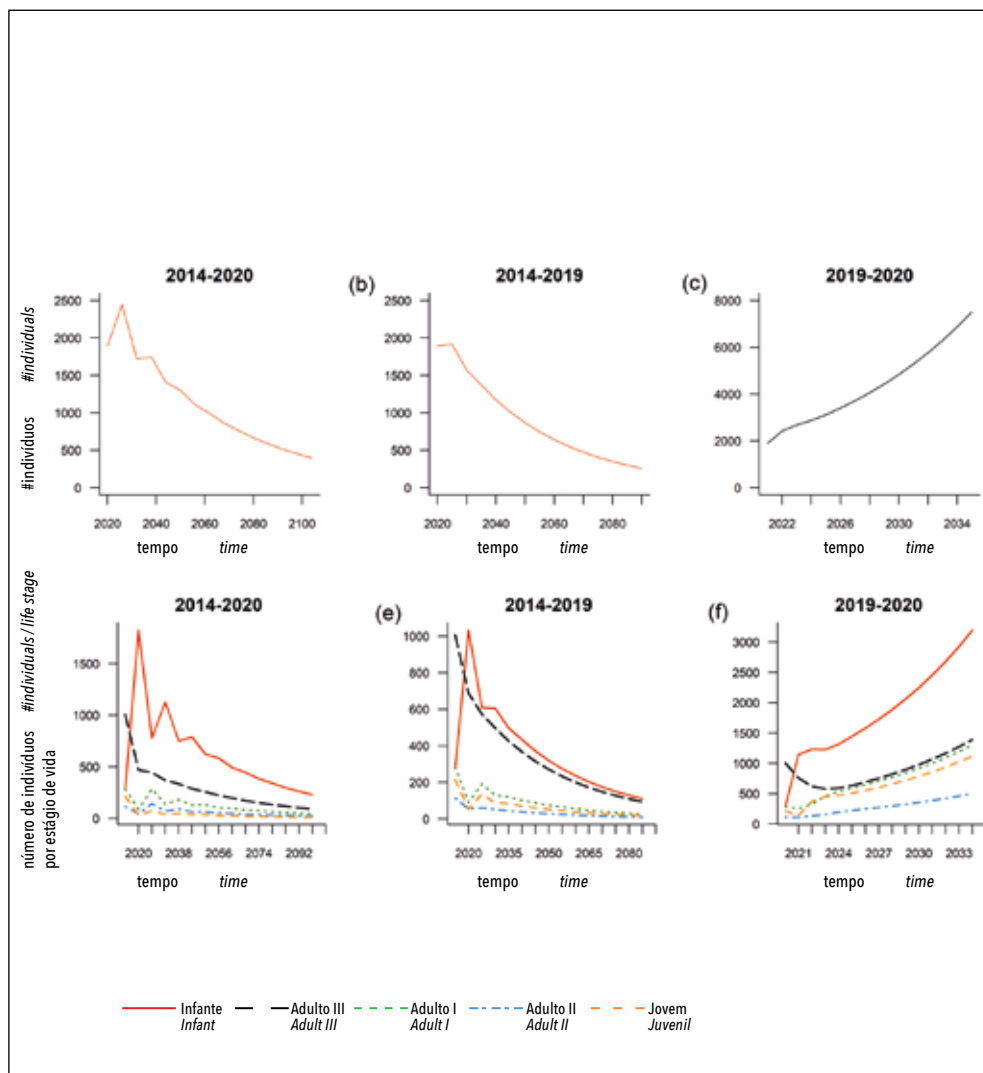 2014-2020
(b) 2014-2019
(c) 2019-2020
#indivíduos #individuals
2500
2000
1500
1000
500
0
2020 2040 2060 2080 2100
tempo time
2500
2000
1500
1000
500
0
2020 2040 2060 2080
tempo time
8000
6000
4000
2000
0
2022 2026 2030 2034
tempo time
2014-2020
(e) 2014-2019
(f) 2019-2020
número de indivíduos #individuals / life stage
por estágio de vida
1500
1000
500
0
2020 2038 2056 2074 2092
tempo time
1000
800
600
400
200
0
2020 2035 2050 2065 2080
tempo time
3000
2500
2000
1500
1000
500
0
2021 2024 2027 2030 2033
tempo time
Infante Adulto III Adulto I Adulto II Jovem
Infant Adult III Adult I Adult II Juvenil